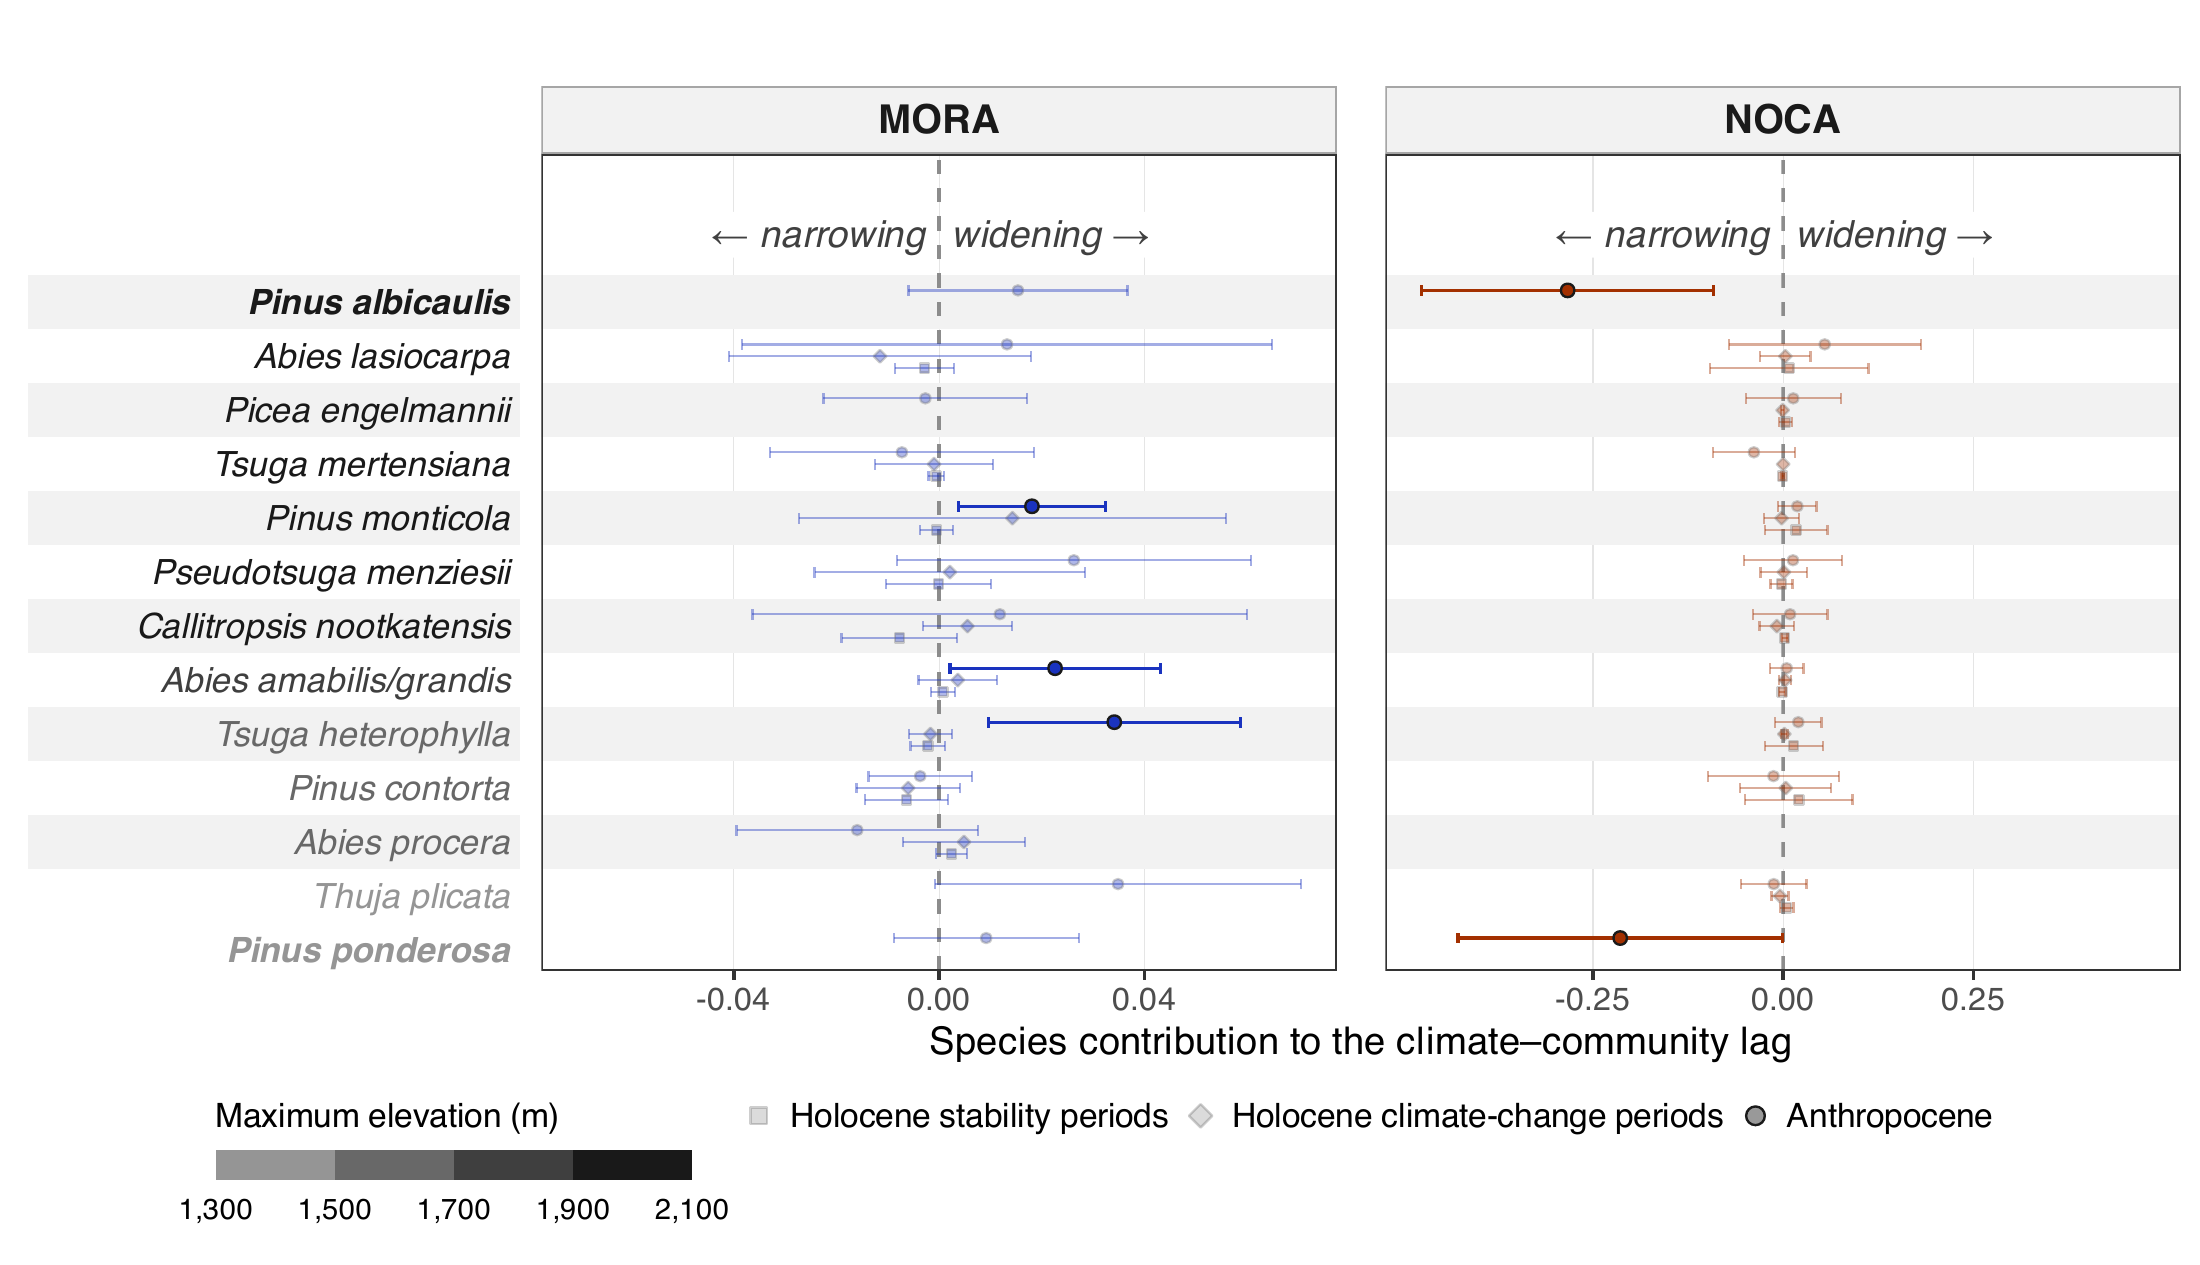 MORA
NOCA
← narrowing widening →
← narrowing widening →
Pinus albicaulis
Abies lasiocarpa
Picea engelmannii
Tsuga mertensiana
Pinus monticola
Pseudotsuga menziesii
Callitropsis nootkatensis
Abies amabilis/grandis
Tsuga heterophylla
Pinus contorta
Abies procera
Thuja plicata
Pinus ponderosa
-0.04 0.00 0.04
-0.25 0.00 0.25
Species contribution to the climate–community lag
Maximum elevation (m)
1,300 1,500 1,700 1,900 2,100
Holocene stability periods
Holocene climate-change periods
Anthropocene